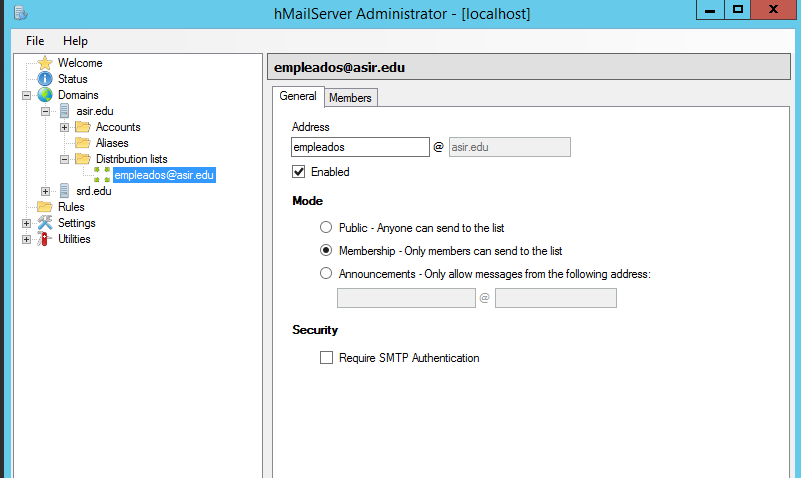 hMailServer Administrator - [localhost]
File Help
Welcome
Status
Domains
asir.edu
Accounts
Aliases
Distribution lists
empleados@asir.edu
srd.edu
Rules
Settings
Utilities
empleados@asir.edu
General Members
Address
empleados @ asir.edu
Enabled
Mode
Public - Anyone can send to the list
Membership - Only members can send to the list
Announcements - Only allow messages from the following address:
@
Security
Require SMTP Authentication